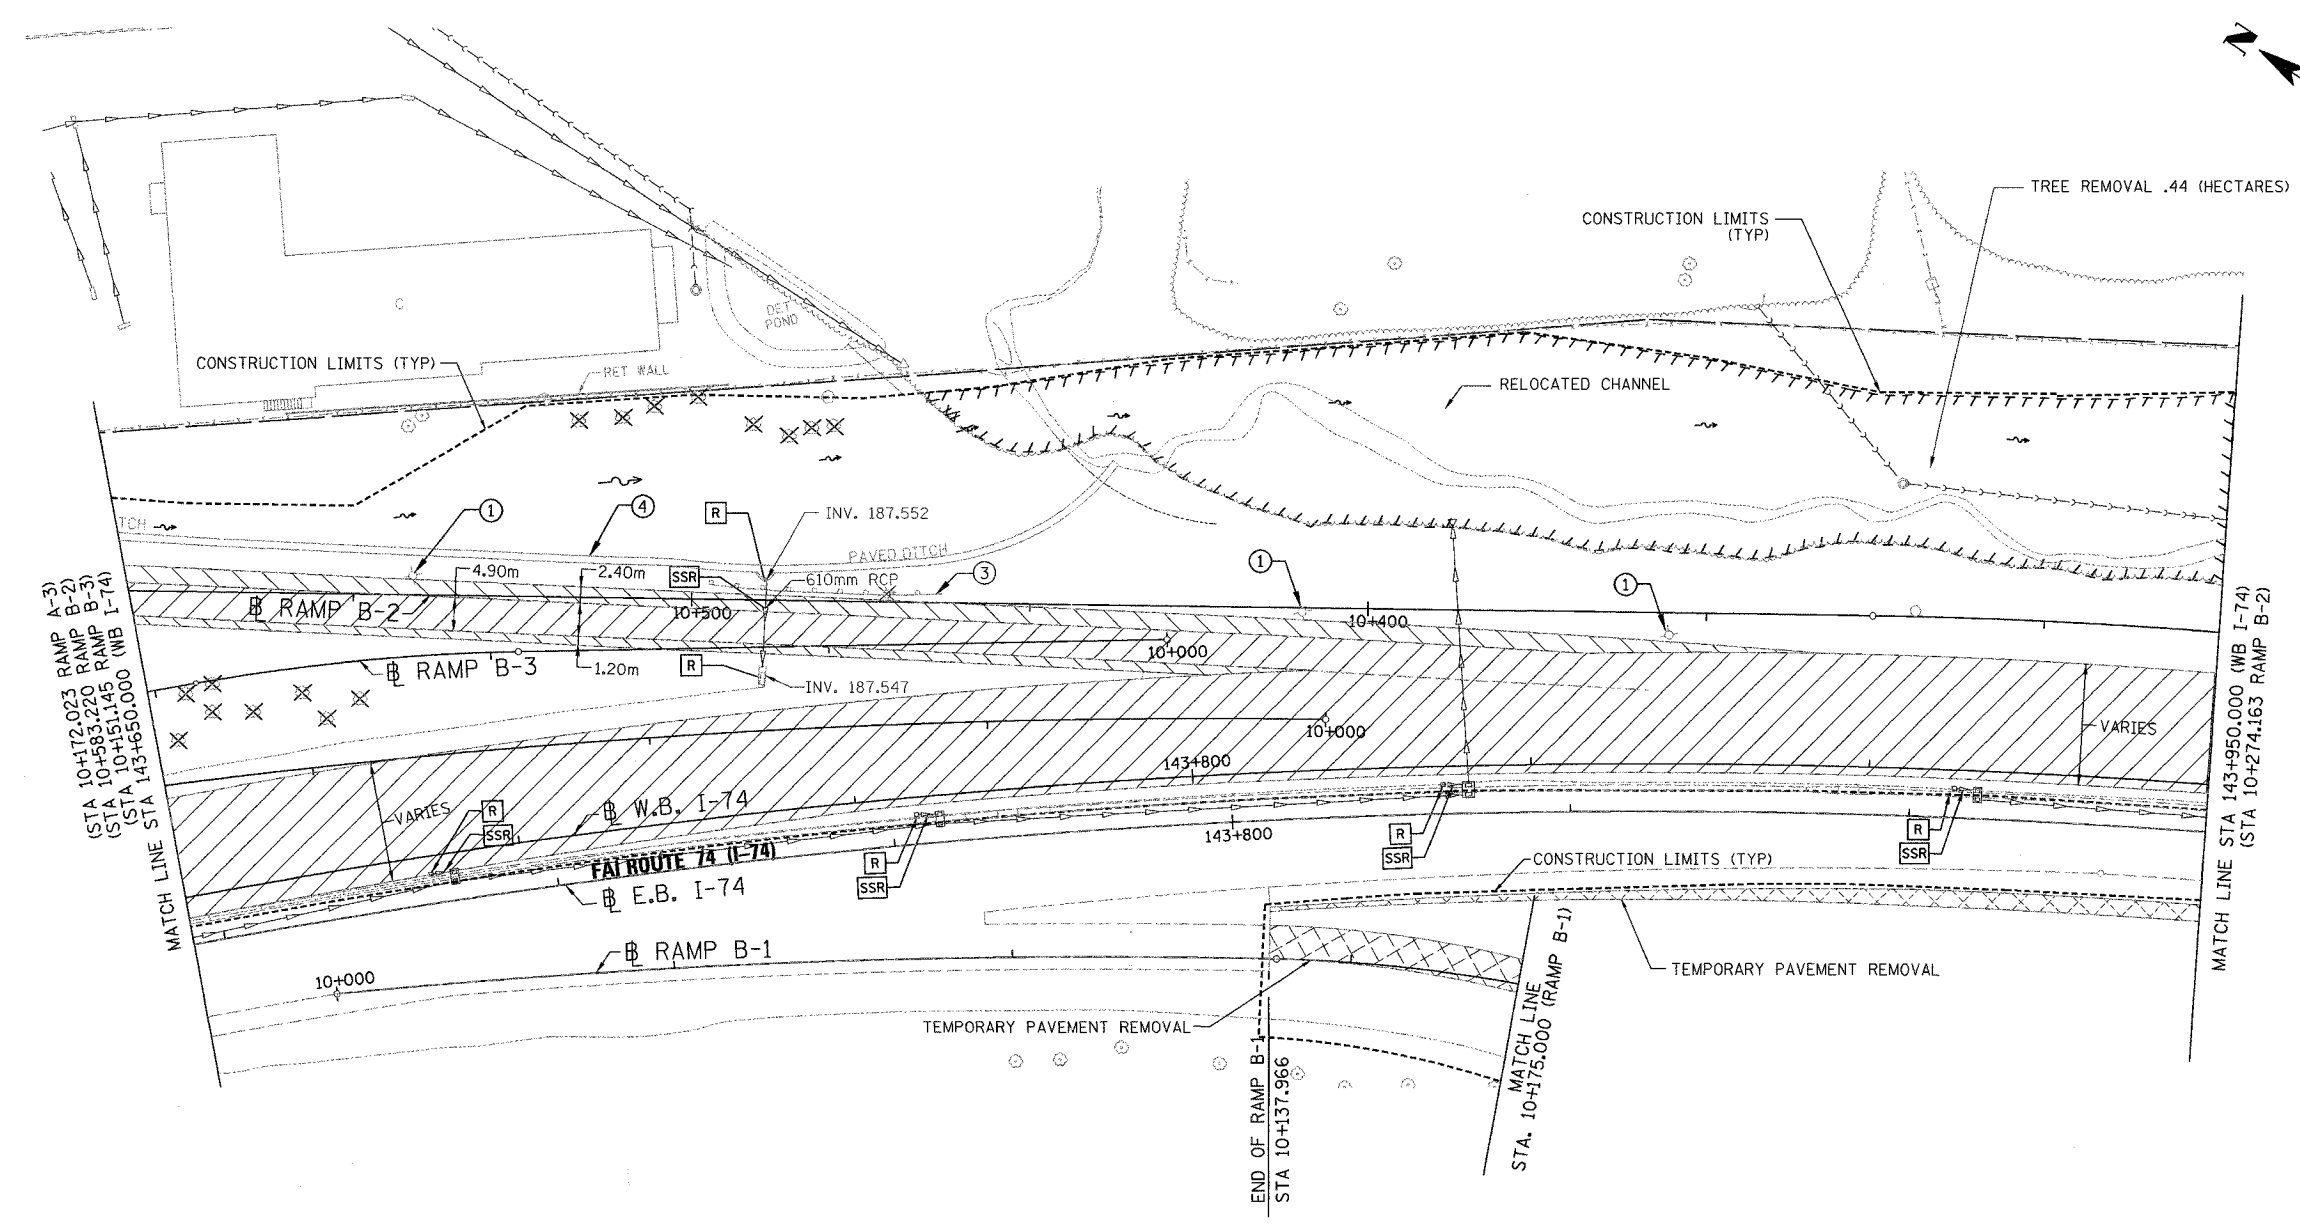 N
TREE REMOVAL .44 (HECTARES)
CONSTRUCTION LIMITS
(TYP)
DET
POND
C
CONSTRUCTION LIMITS (TYP)
RET WALL
RELOCATED CHANNEL
1
4
R
INV. 187.552
TCH
PAVED DITCH
4.90m
2.40m
SSR
610mm RCP
3
1
1
℄ RAMP B-2
10+500
10+400
10+000
℄ RAMP B-3
1.20m
R
INV. 187.547
10+000
VARIES
143+800
℄ W.B. I-74
VARIES
R
SSR
FAI ROUTE 74 (I-74)
℄ E.B. I-74
R
SSR
143+800
R
SSR
R
SSR
CONSTRUCTION LIMITS (TYP)
℄ RAMP B-1
10+000
TEMPORARY PAVEMENT REMOVAL
TEMPORARY PAVEMENT REMOVAL
(STA 10+172.023 RAMP A-3)
(STA 10+583.220 RAMP B-2)
(STA 10+151.145 RAMP B-3)
(STA 143+650.000 (WB I-74)
MATCH LINE STA 143+650.000 (WB I-74)
END OF RAMP B-1
STA 10+137.966
MATCH LINE
STA. 10+175.000 (RAMP B-1)
MATCH LINE STA 143+950.000 (WB I-74)
(STA 10+274.163 RAMP B-2)